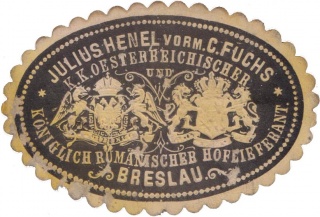 JULIUS HENEL VORM. C. FUCHS
K.K. OESTERREICHISCHER
UND
KÖNIGLICH RUMÄNISCHER HOFLIEFERANT
BRESLAU.